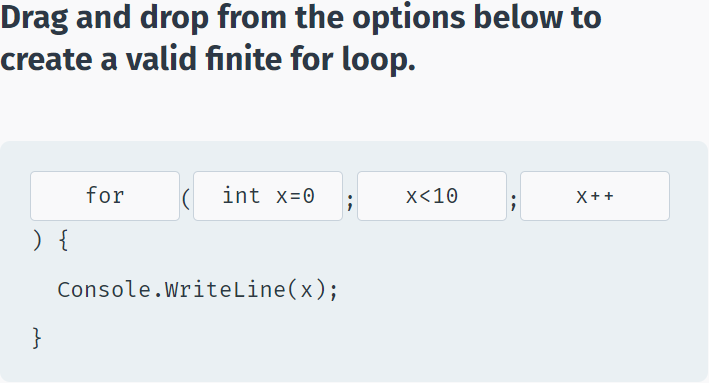 Drag and drop from the options below to
create a valid finite for loop.
for ( int x=0 ; x<10 ; x++
) {
Console.WriteLine(x);
}